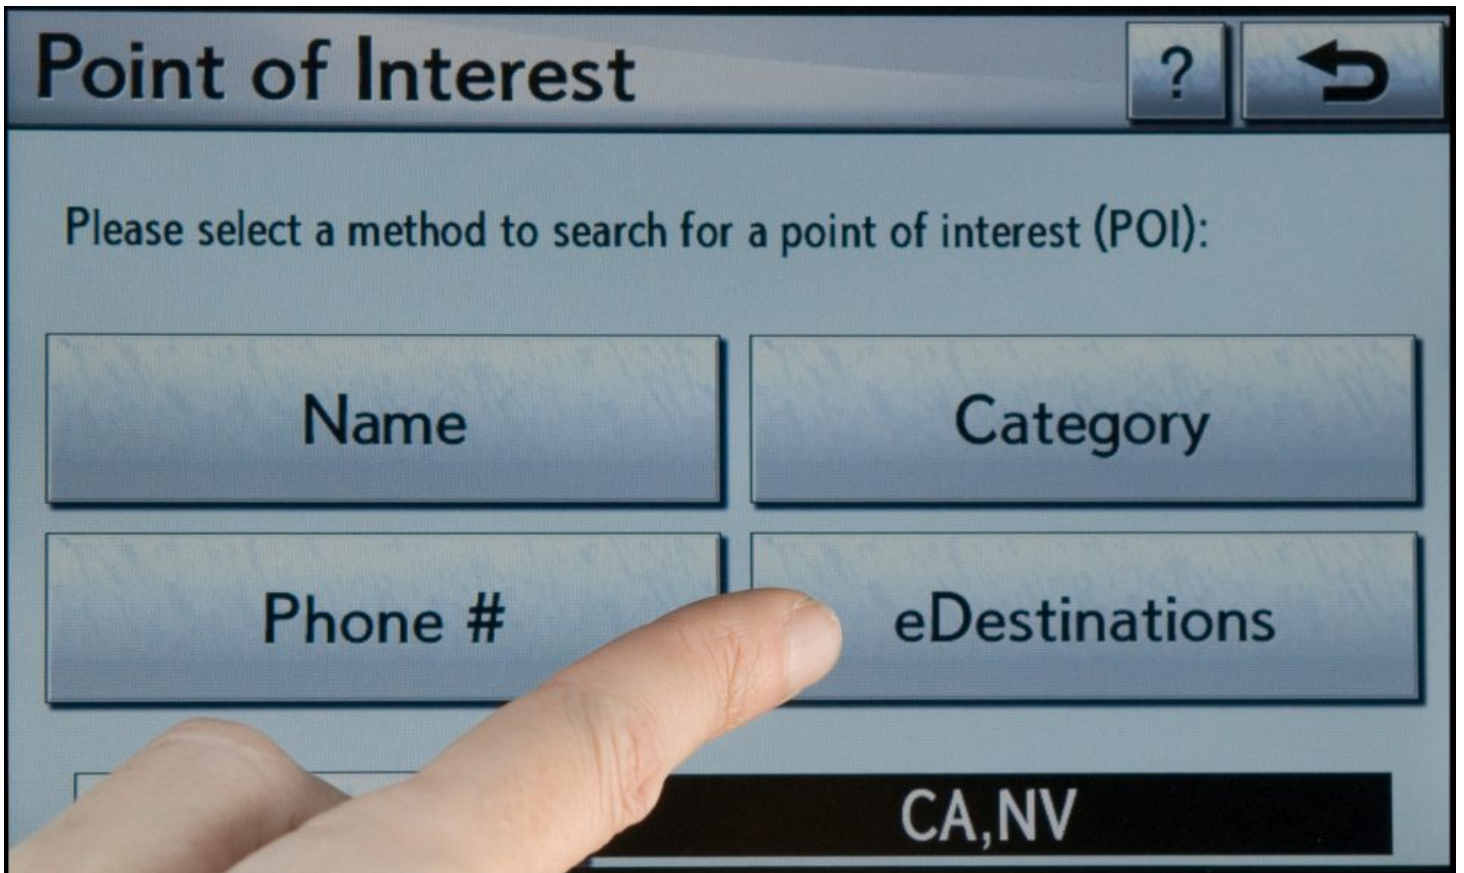 Point of Interest
?
Please select a method to search for a point of interest (POI):
Name
Category
Phone #
eDestinations
CA,NV